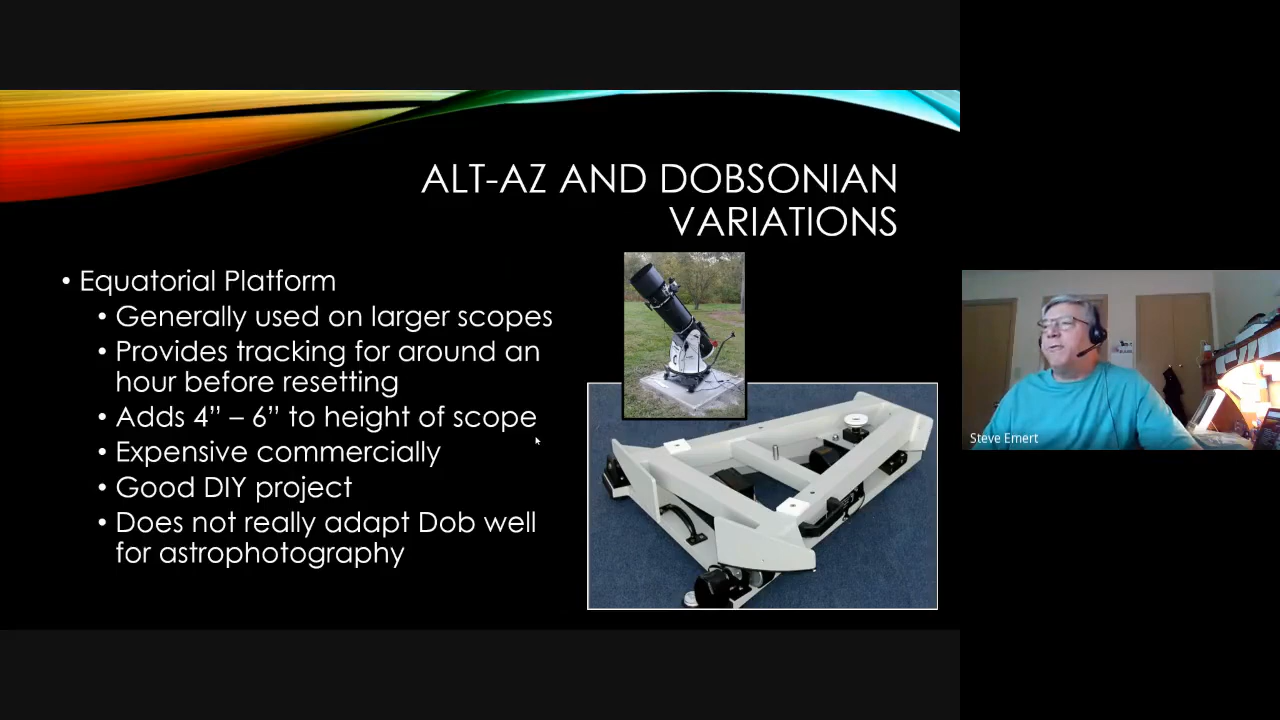 ALT-AZ AND DOBSONIAN
VARIATIONS
• Equatorial Platform
• Generally used on larger scopes
• Provides tracking for around an
hour before resetting
• Adds 4” – 6” to height of scope
• Expensive commercially
• Good DIY project
• Does not really adapt Dob well
for astrophotography
Steve Emert